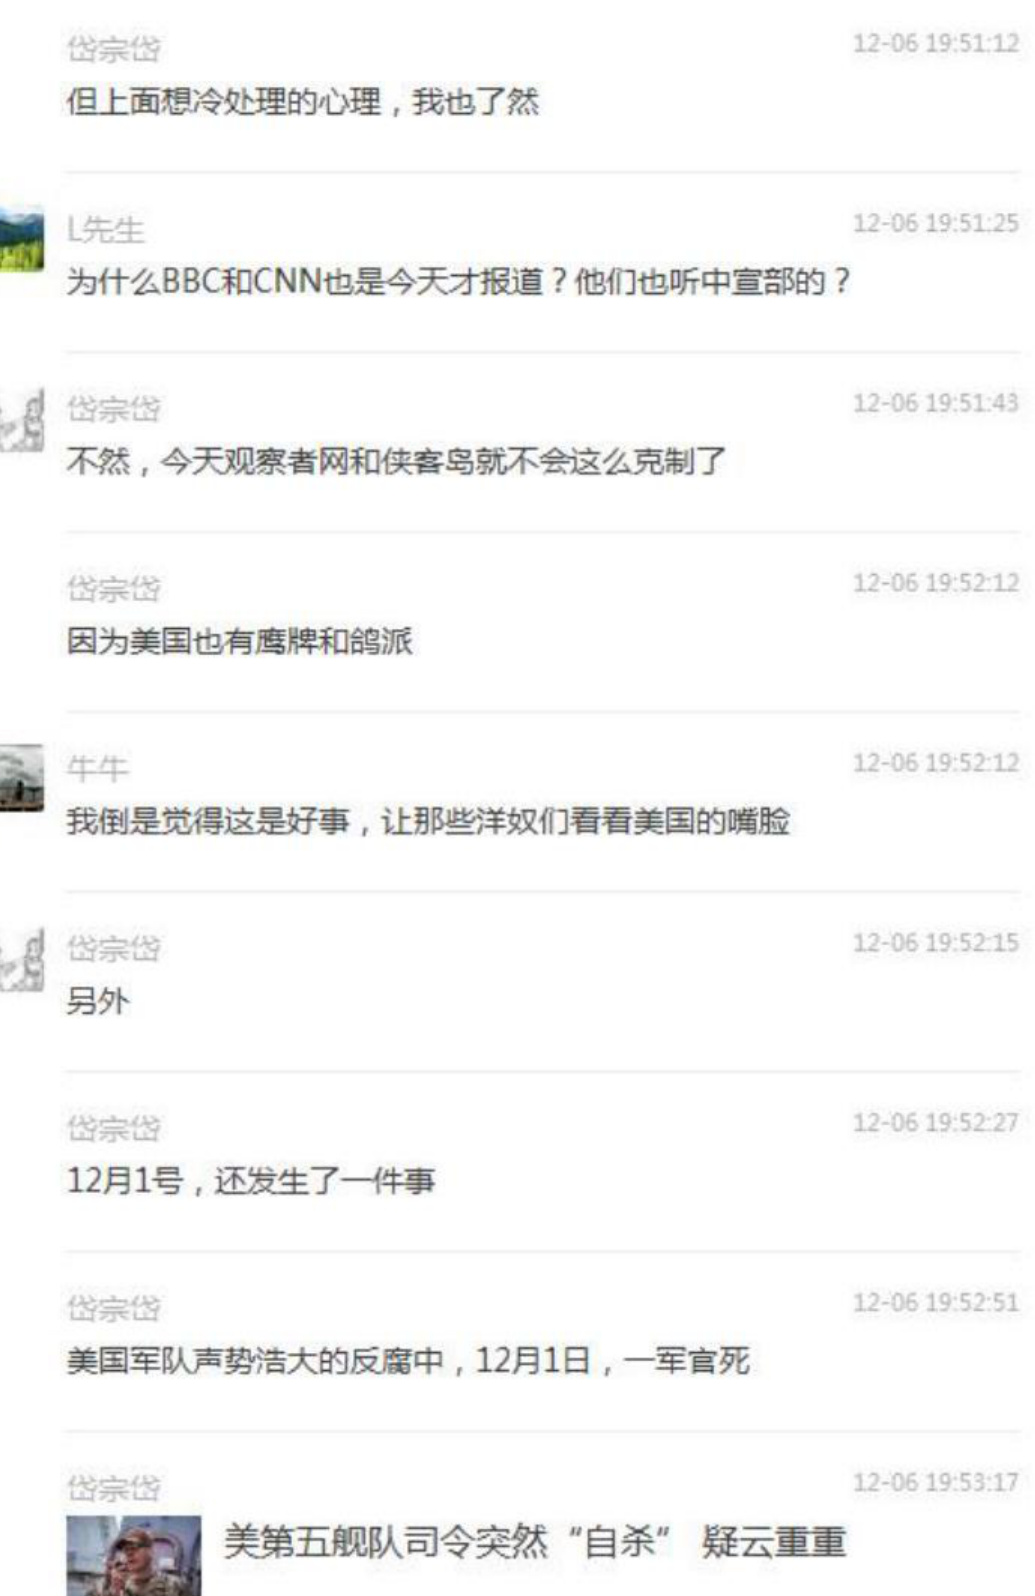 岱宗岱 12-06 19:51:12
但上面想冷处理的心理，我也了然
L先生 12-06 19:51:25
为什么BBC和CNN也是今天才报道？他们也听中宣部的？
岱宗岱 12-06 19:51:43
不然，今天观察者网和侠客岛就不会这么克制了
岱宗岱 12-06 19:52:12
因为美国也有鹰牌和鸽派
牛牛 12-06 19:52:12
我倒是觉得这是好事，让那些洋奴们看看美国的嘴脸
岱宗岱 12-06 19:52:15
另外
岱宗岱 12-06 19:52:27
12月1号，还发生了一件事
岱宗岱 12-06 19:52:51
美国军队声势浩大的反腐中，12月1日，一军官死
岱宗岱 12-06 19:53:17
美第五舰队司令突然“自杀” 疑云重重